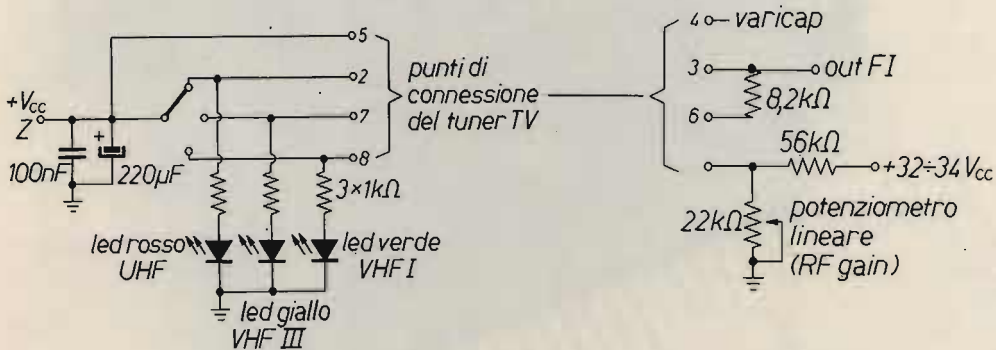 +Vcc
Z
100nF
+
220µF
5
2
7
8
3×1kΩ
led rosso
UHF
led giallo
VHF III
led verde
VHF I
punti di
connessione
del tuner TV
4
varicap
3
out FI
8,2kΩ
6
56kΩ
+32÷34 Vcc
22kΩ
potenziometro
lineare
(RF gain)